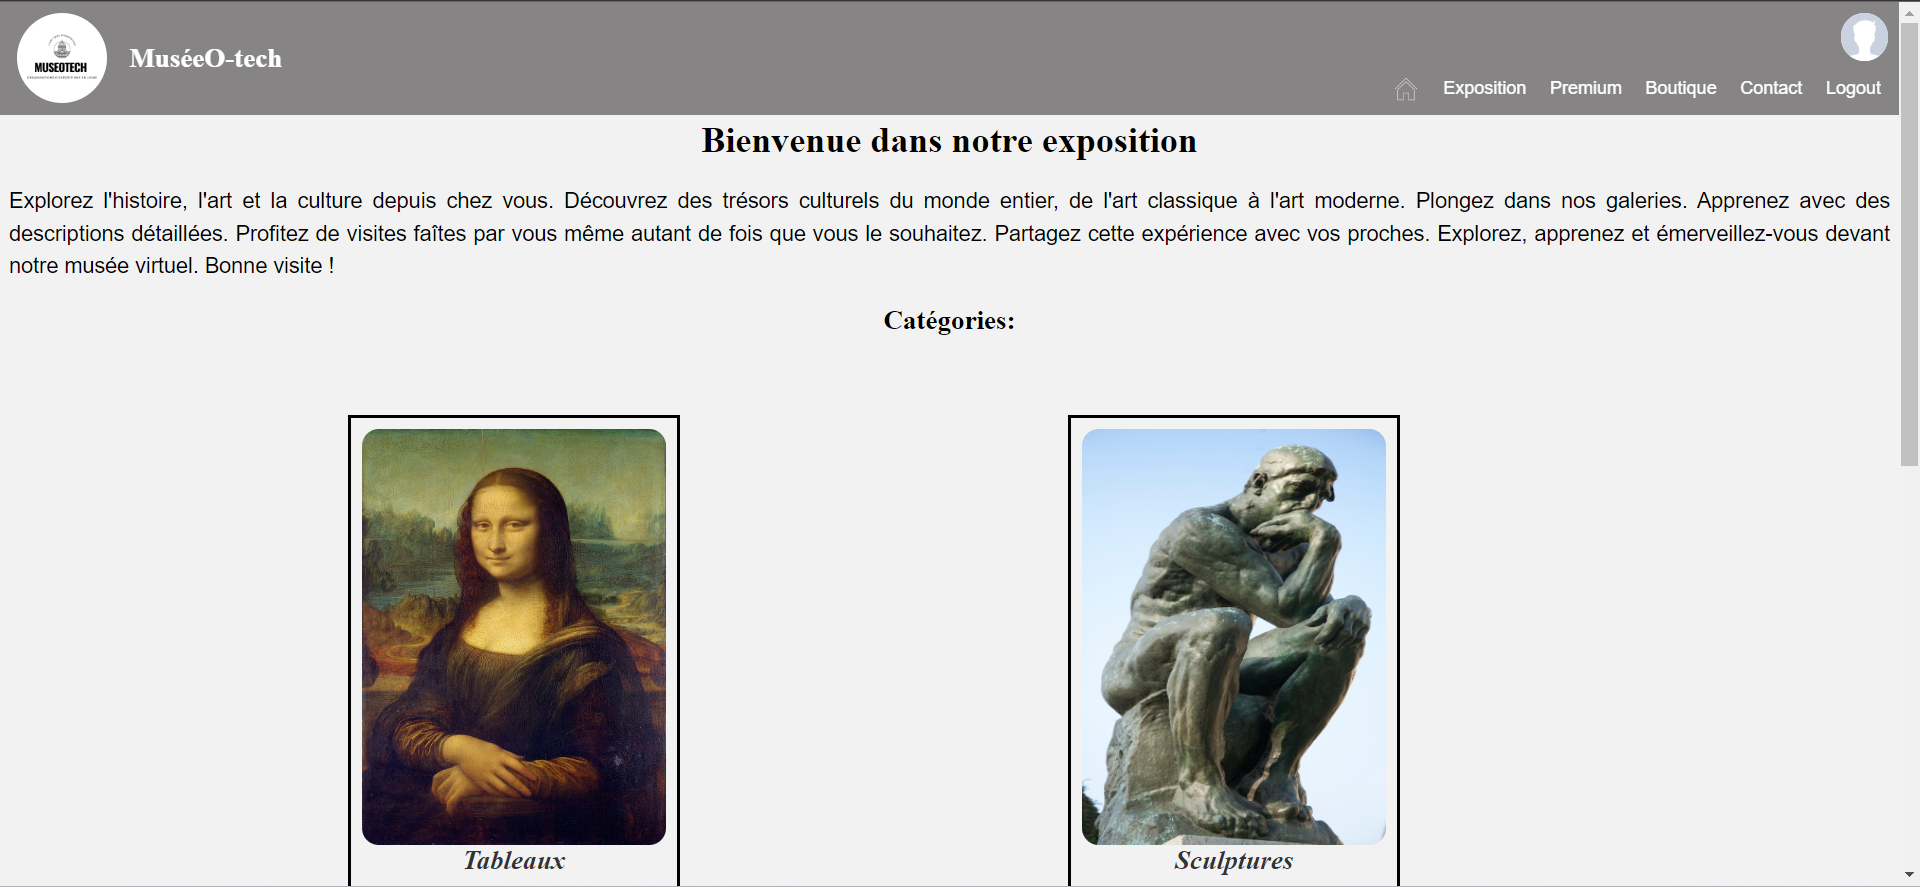 MUSEOTECH
MuséeO-tech
Exposition Premium Boutique Contact Logout
Bienvenue dans notre exposition
Explorez l'histoire, l'art et la culture depuis chez vous. Découvrez des trésors culturels du monde entier, de l'art classique à l'art moderne. Plongez dans nos galeries. Apprenez avec des
descriptions détaillées. Profitez de visites faîtes par vous même autant de fois que vous le souhaitez. Partagez cette expérience avec vos proches. Explorez, apprenez et émerveillez-vous devant
notre musée virtuel. Bonne visite !
Catégories:
Tableaux
Sculptures